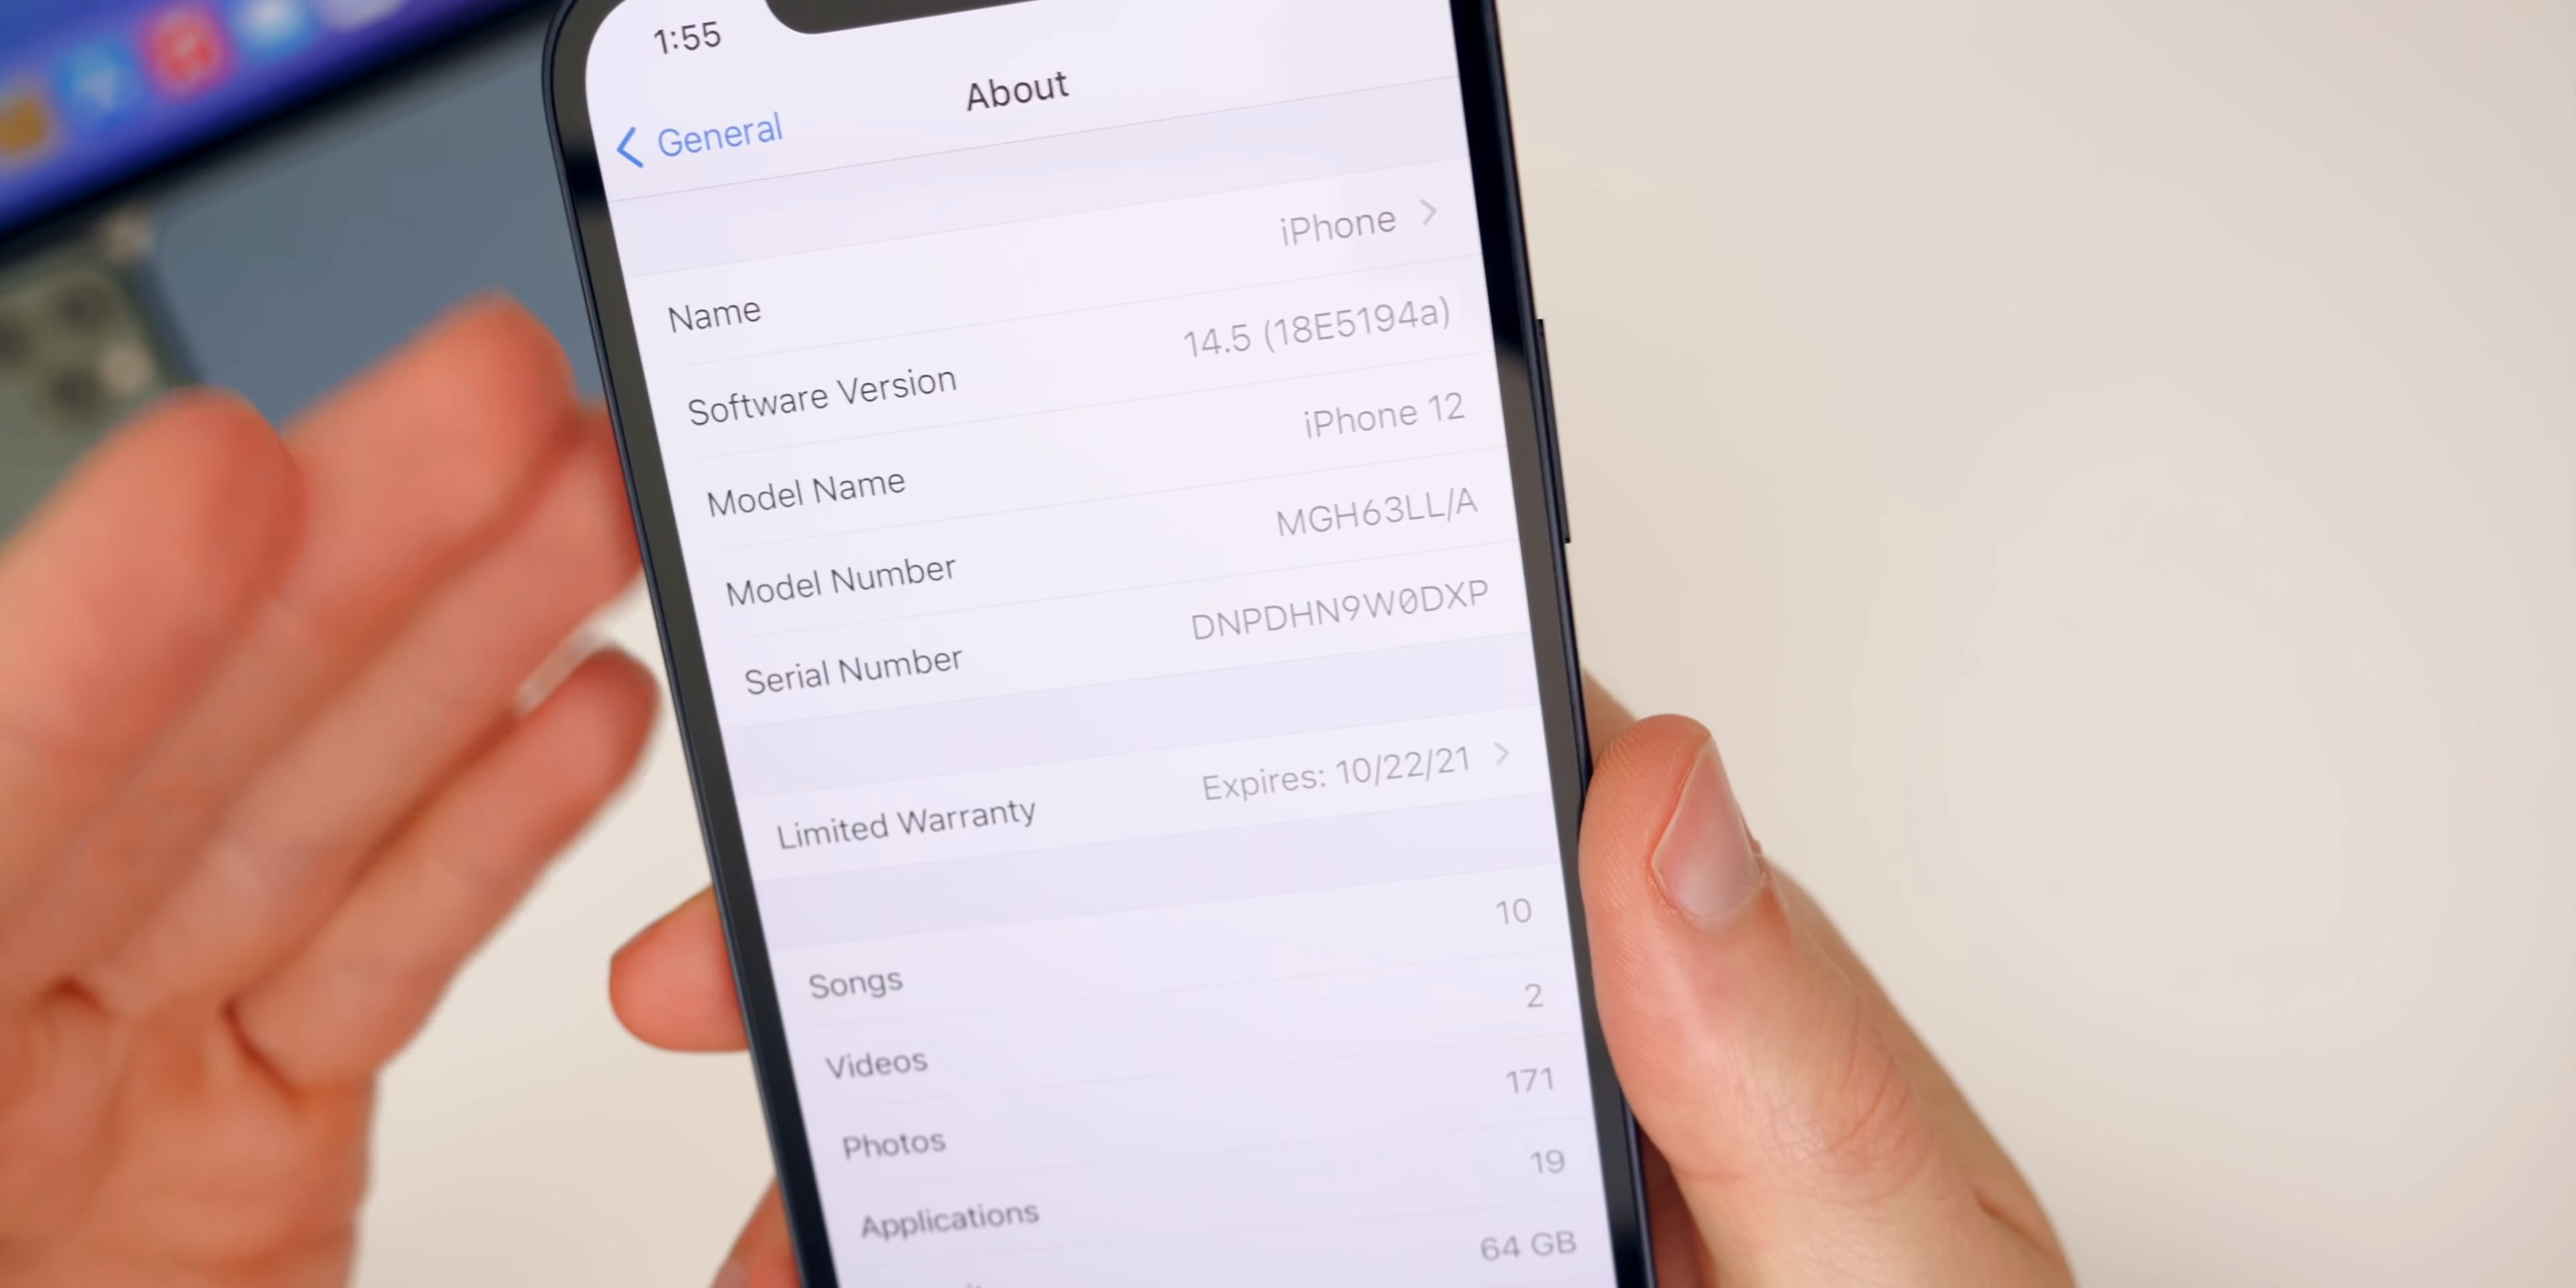 1:55
General
About
Name iPhone
Software Version 14.5 (18E5194a)
Model Name iPhone 12
Model Number MGH63LL/A
Serial Number DNPDHN9W0DXP
Limited Warranty Expires: 10/22/21
Songs 10
Videos 2
Photos 171
Applications 19
64 GB